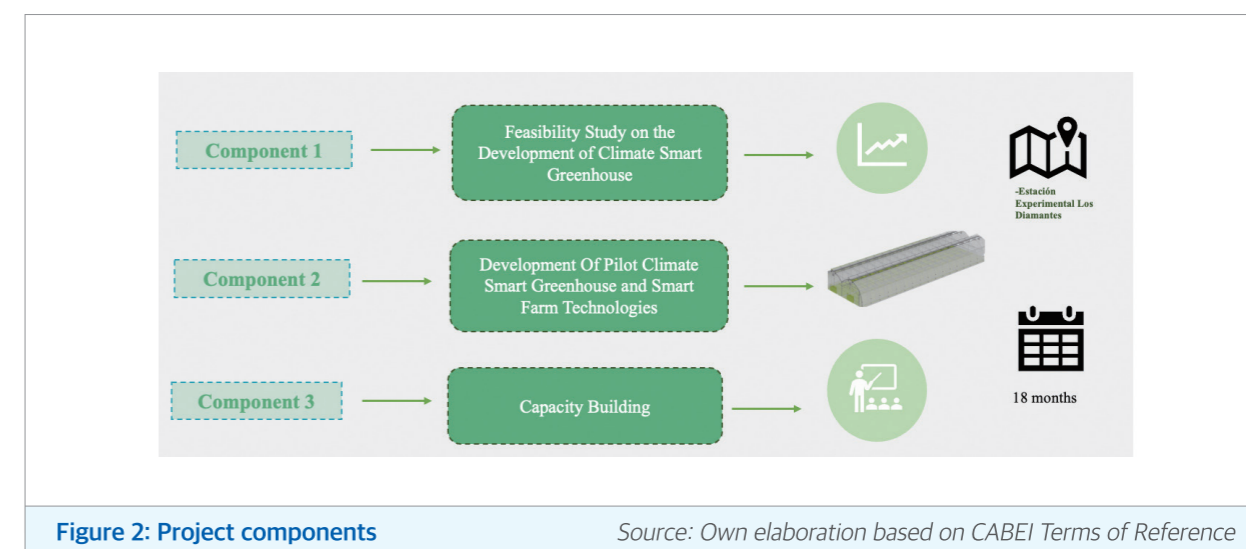 Component 1
Feasibility Study on the
Development of Climate Smart
Greenhouse
-Estación
Experimental Los
Diamantes
Component 2
Development Of Pilot Climate
Smart Greenhouse and Smart
Farm Technologies
Component 3
Capacity Building
18 months
Figure 2: Project components
Source: Own elaboration based on CABEI Terms of Reference